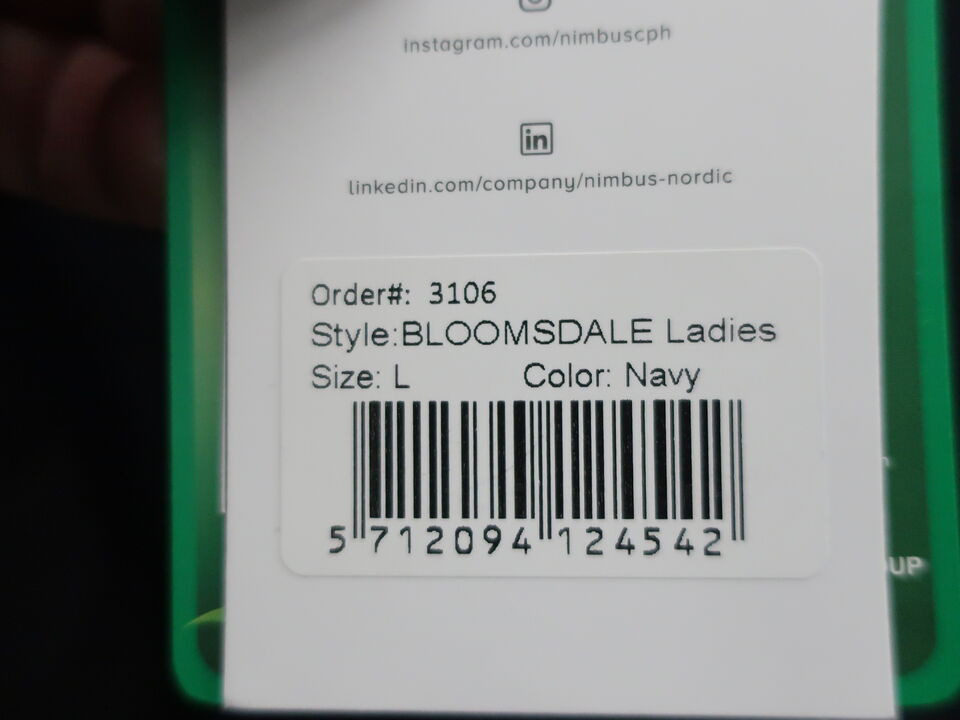 instagram.com/nimbuscph
in
linkedin.com/company/nimbus-nordic
Order#: 3106
Style:BLOOMSDALE Ladies
Size: L Color: Navy
5 712094 124542